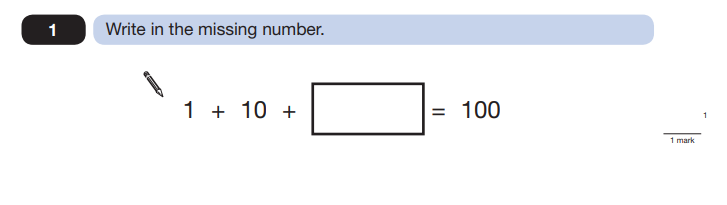 1 Write in the missing number.
1 + 10 + = 100
1
1 mark